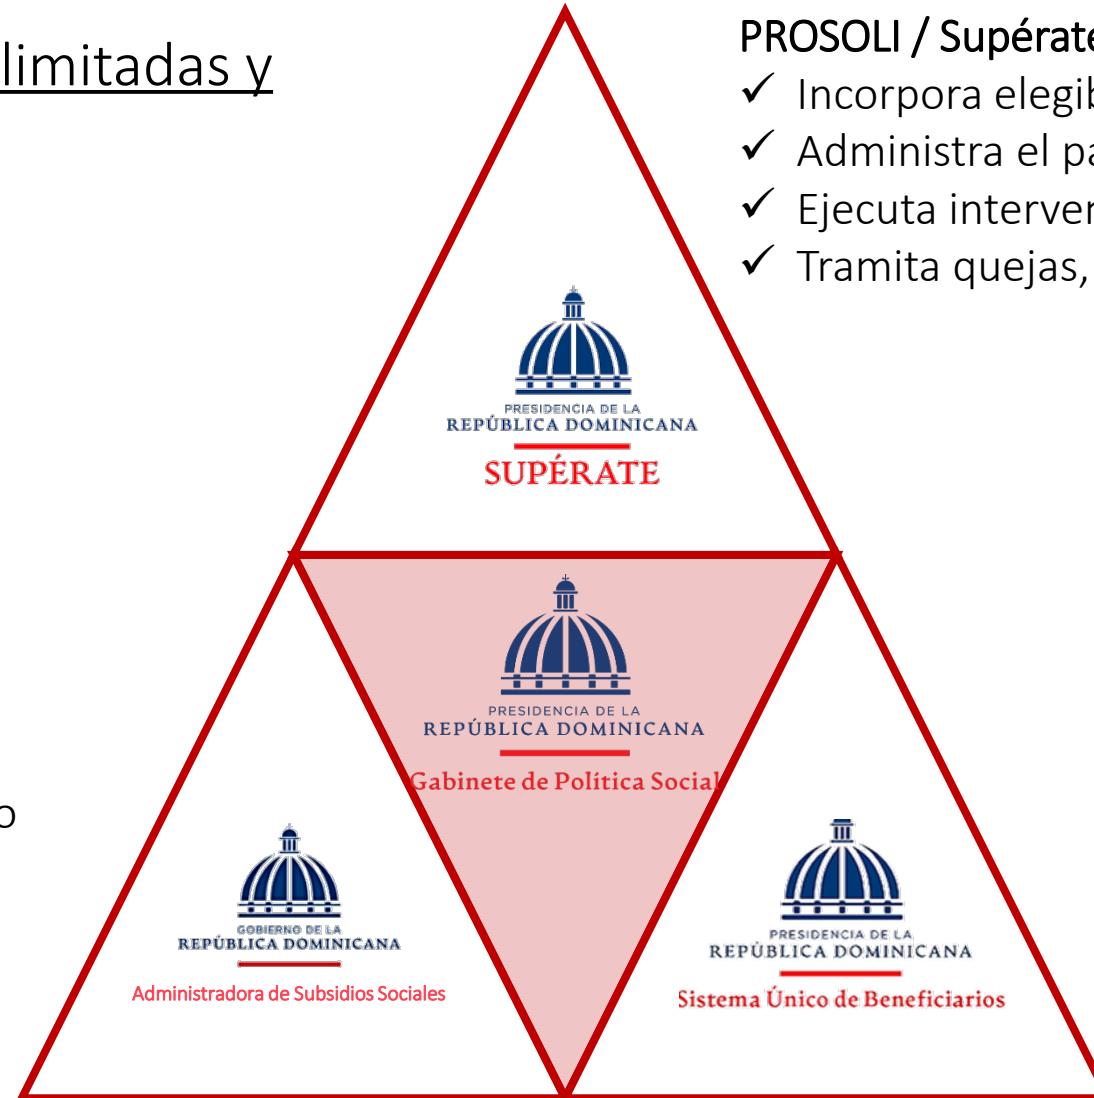 limitadas y
PROSOLI / Supérate
✓ Incorpora elegib
✓ Administra el pa
✓ Ejecuta interver
✓ Tramita quejas,
PRESIDENCIA DE LA
REPÚBLICA DOMINICANA
SUPÉRATE
PRESIDENCIA DE LA
REPÚBLICA DOMINICANA
Gabinete de Política Social
o
GOBIERNO DE LA
REPÚBLICA DOMINICANA
Administradora de Subsidios Sociales
PRESIDENCIA DE LA
REPÚBLICA DOMINICANA
Sistema Único de Beneficiarios